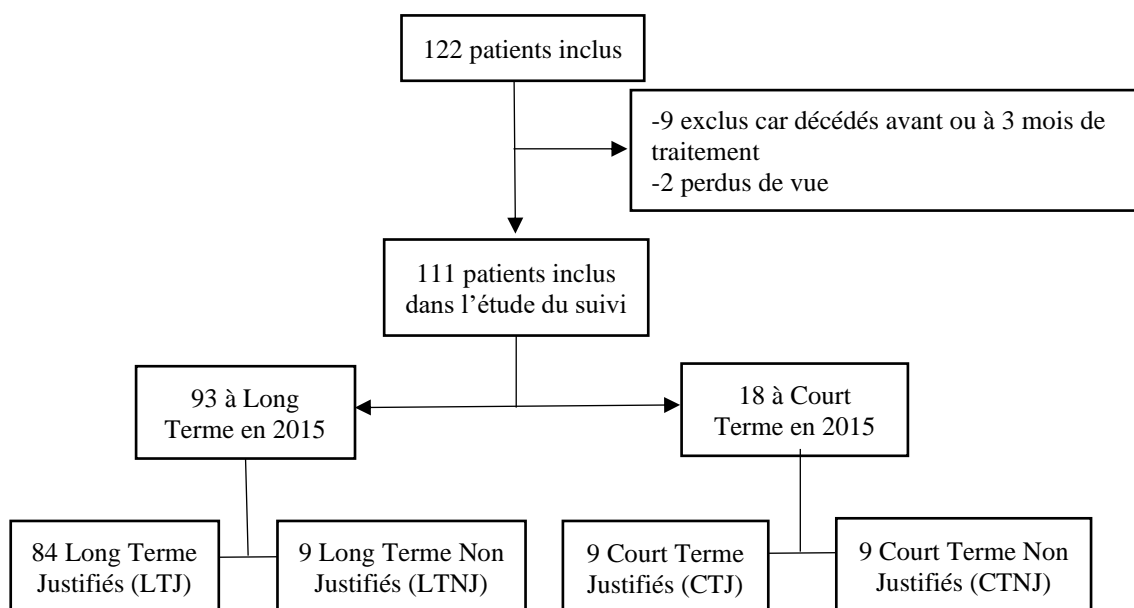 122 patients inclus
-9 exclus car décédés avant ou à 3 mois de
traitement
-2 perdus de vue
111 patients inclus
dans l’étude du suivi
93 à Long
Terme en 2015
18 à Court
Terme en 2015
84 Long Terme
Justifiés (LTJ)
9 Long Terme Non
Justifiés (LTNJ)
9 Court Terme
Justifiés (CTJ)
9 Court Terme Non
Justifiés (CTNJ)